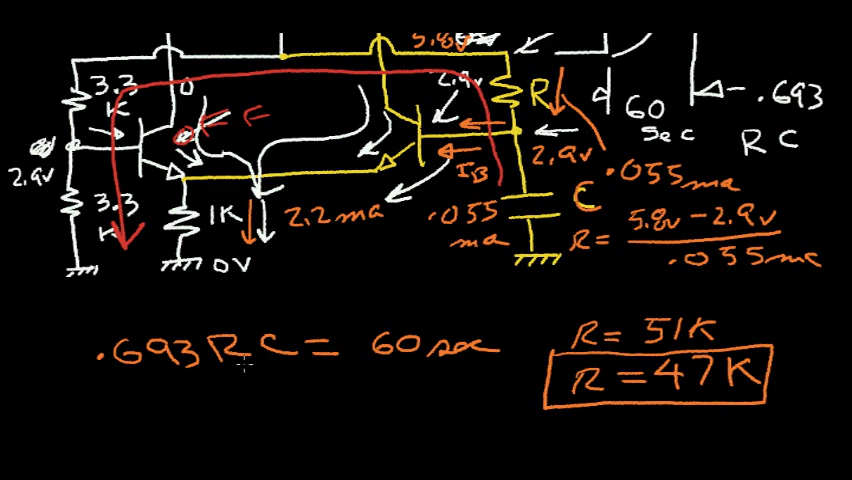 5.8v
3.3
K
0
2.9v
R
.693
60
sec
R C
F
2.9v
2.9v
IB
.055ma
3.3
K
1K
2.2ma
.055
ma
C
R = 5.8v - 2.9v
.055ma
0V
.693RC = 60sec
R = 51K
R = 47K